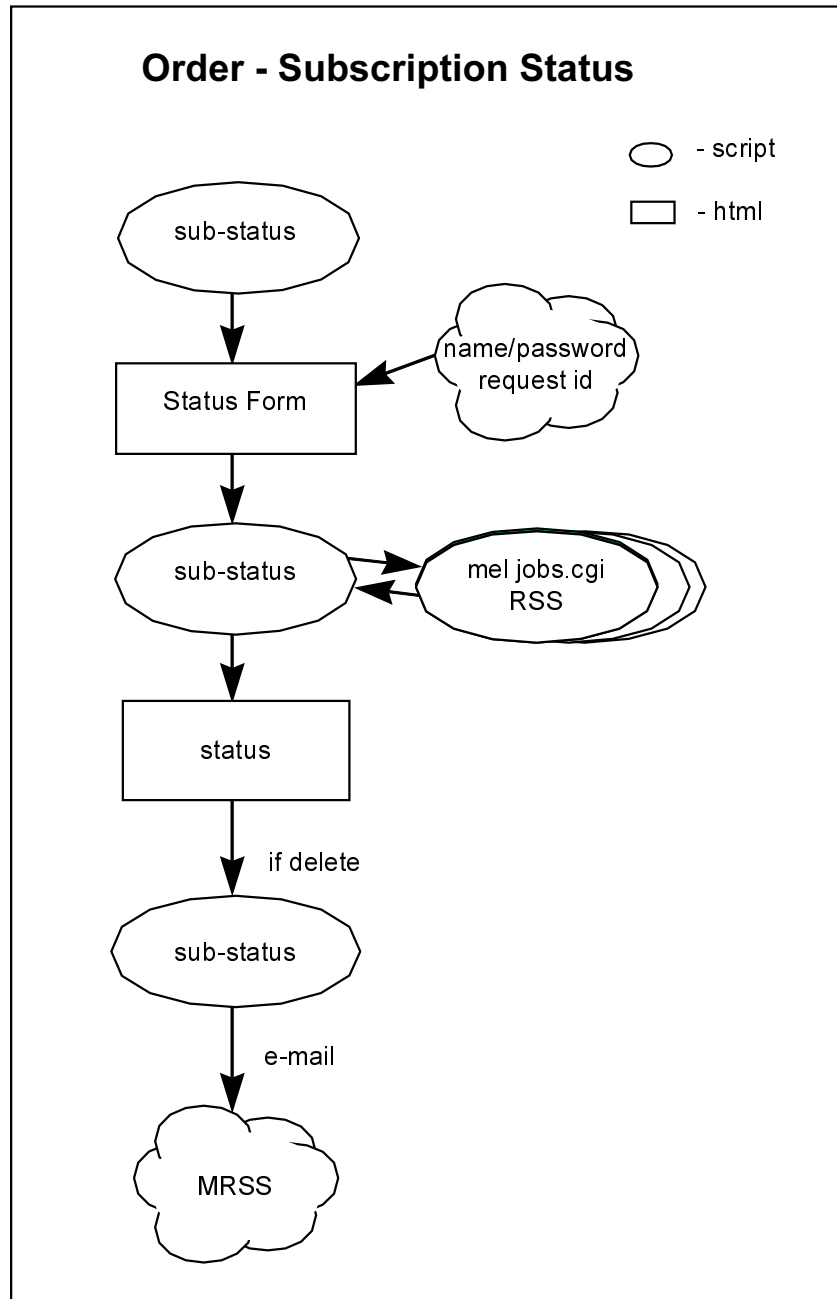 Order - Subscription Status
- script
- html
sub-status
name/password
request id
Status Form
sub-status
mel jobs.cgi
RSS
status
if delete
sub-status
e-mail
MRSS